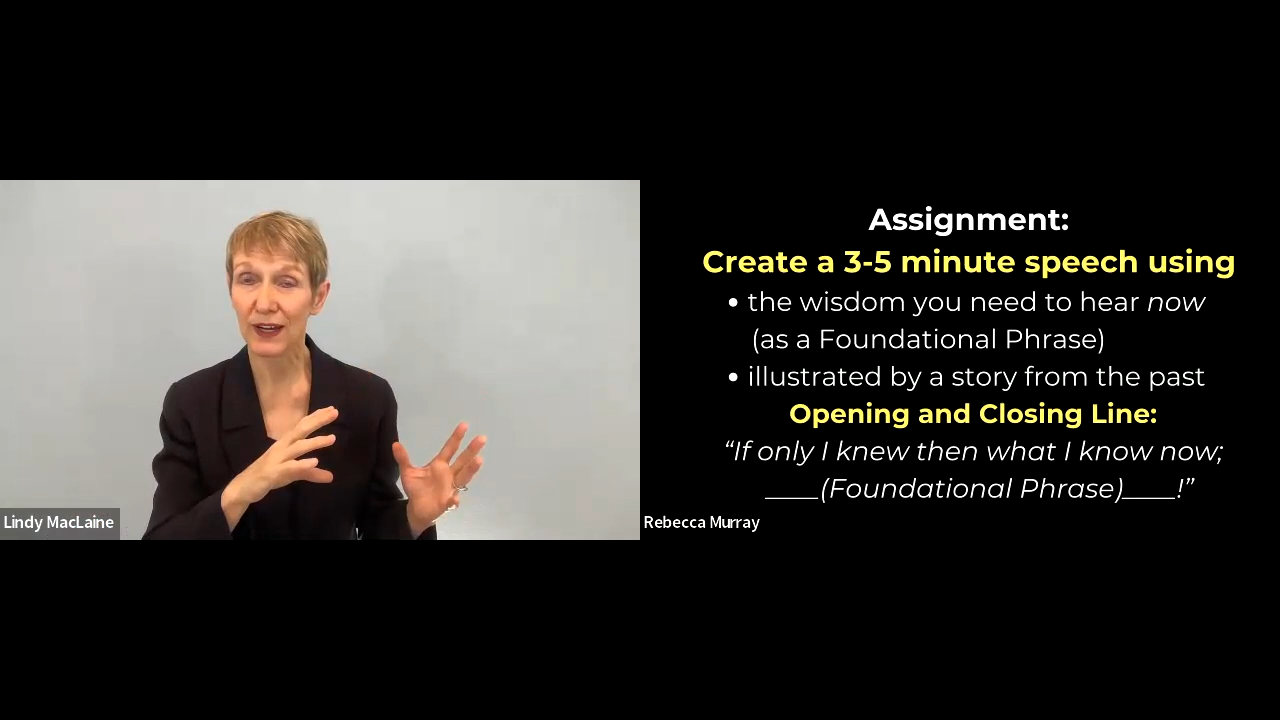 Assignment:
Create a 3-5 minute speech using
• the wisdom you need to hear now
(as a Foundational Phrase)
• illustrated by a story from the past
Opening and Closing Line:
“If only I knew then what I know now;
____(Foundational Phrase)____!”
Lindy MacLaine
Rebecca Murray